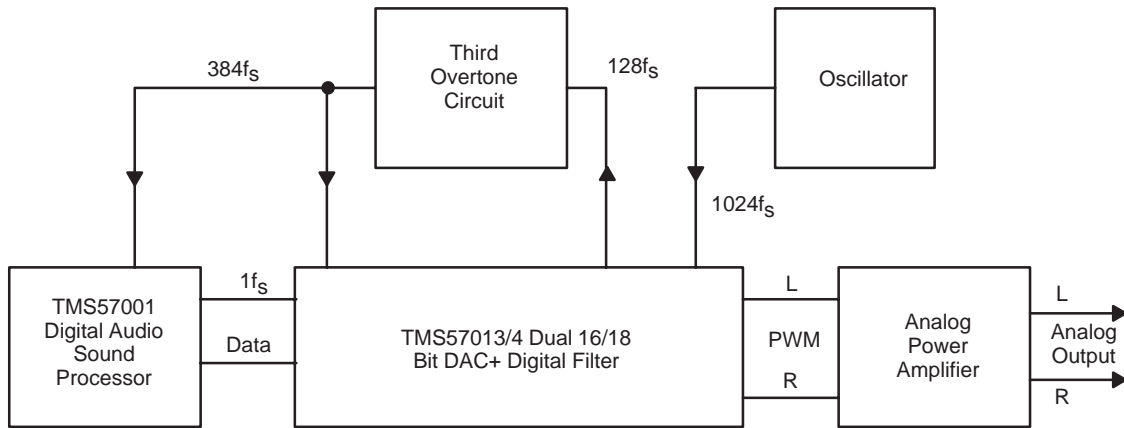 384fs
Third
Overtone
Circuit
128fs
Oscillator
1024fs
TMS57001
Digital Audio
Sound
Processor
1fs
Data
TMS57013/4 Dual 16/18
Bit DAC+ Digital Filter
L
PWM
R
Analog
Power
Amplifier
L
Analog
Output
R